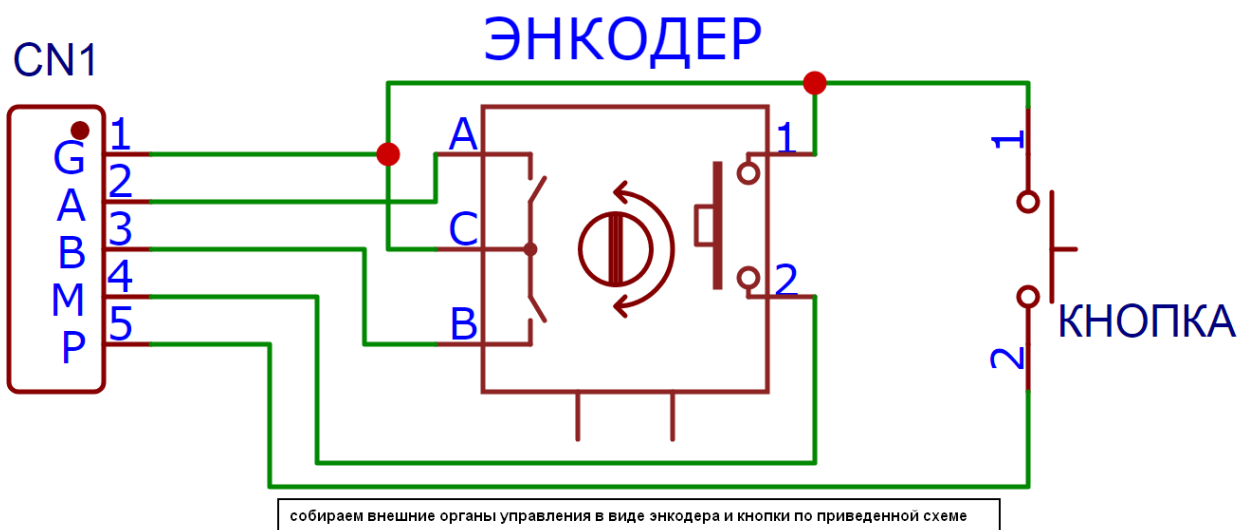 ЭНКОДЕР
CN1
G 1
A 2
B 3
M 4
P 5
A
C
B
1
2
1
2
КНОПКА
собираем внешние органы управления в виде энкодера и кнопки по приведенной схеме